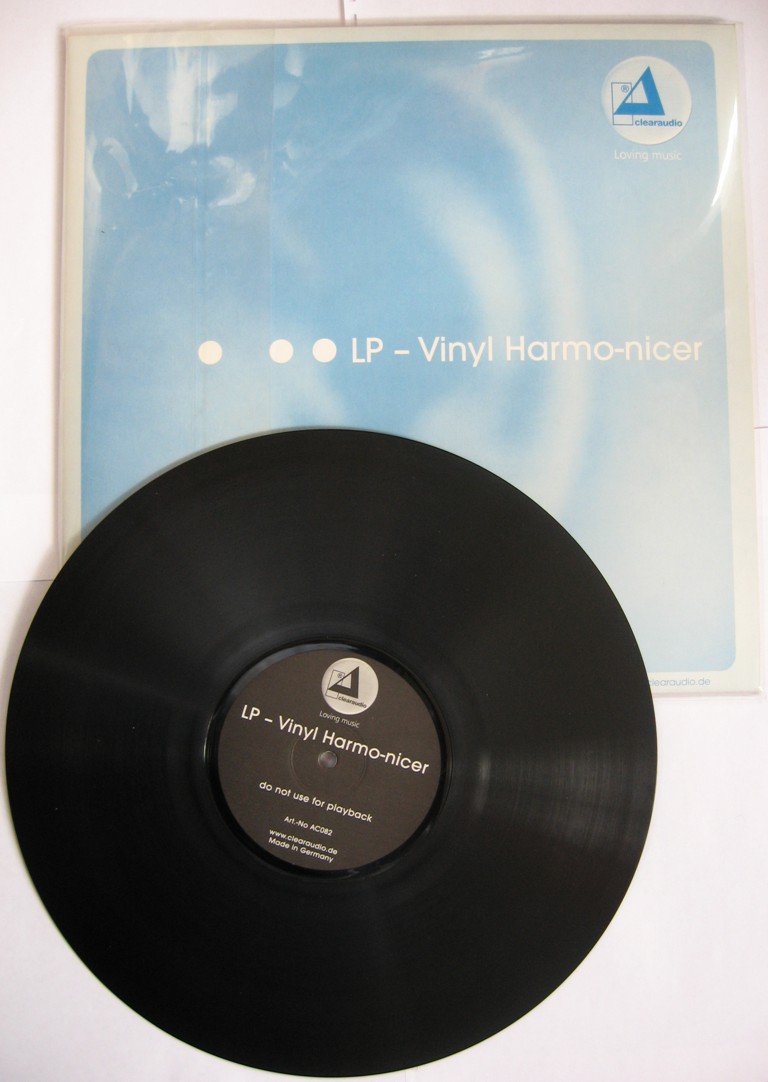 ®
clearaudio
Loving music
LP – Vinyl Harmo-nicer
clearaudio.de
®
clearaudio
Loving music
LP – Vinyl Harmo-nicer
do not use for playback
Art.-No AC082
www.clearaudio.de
Made in Germany